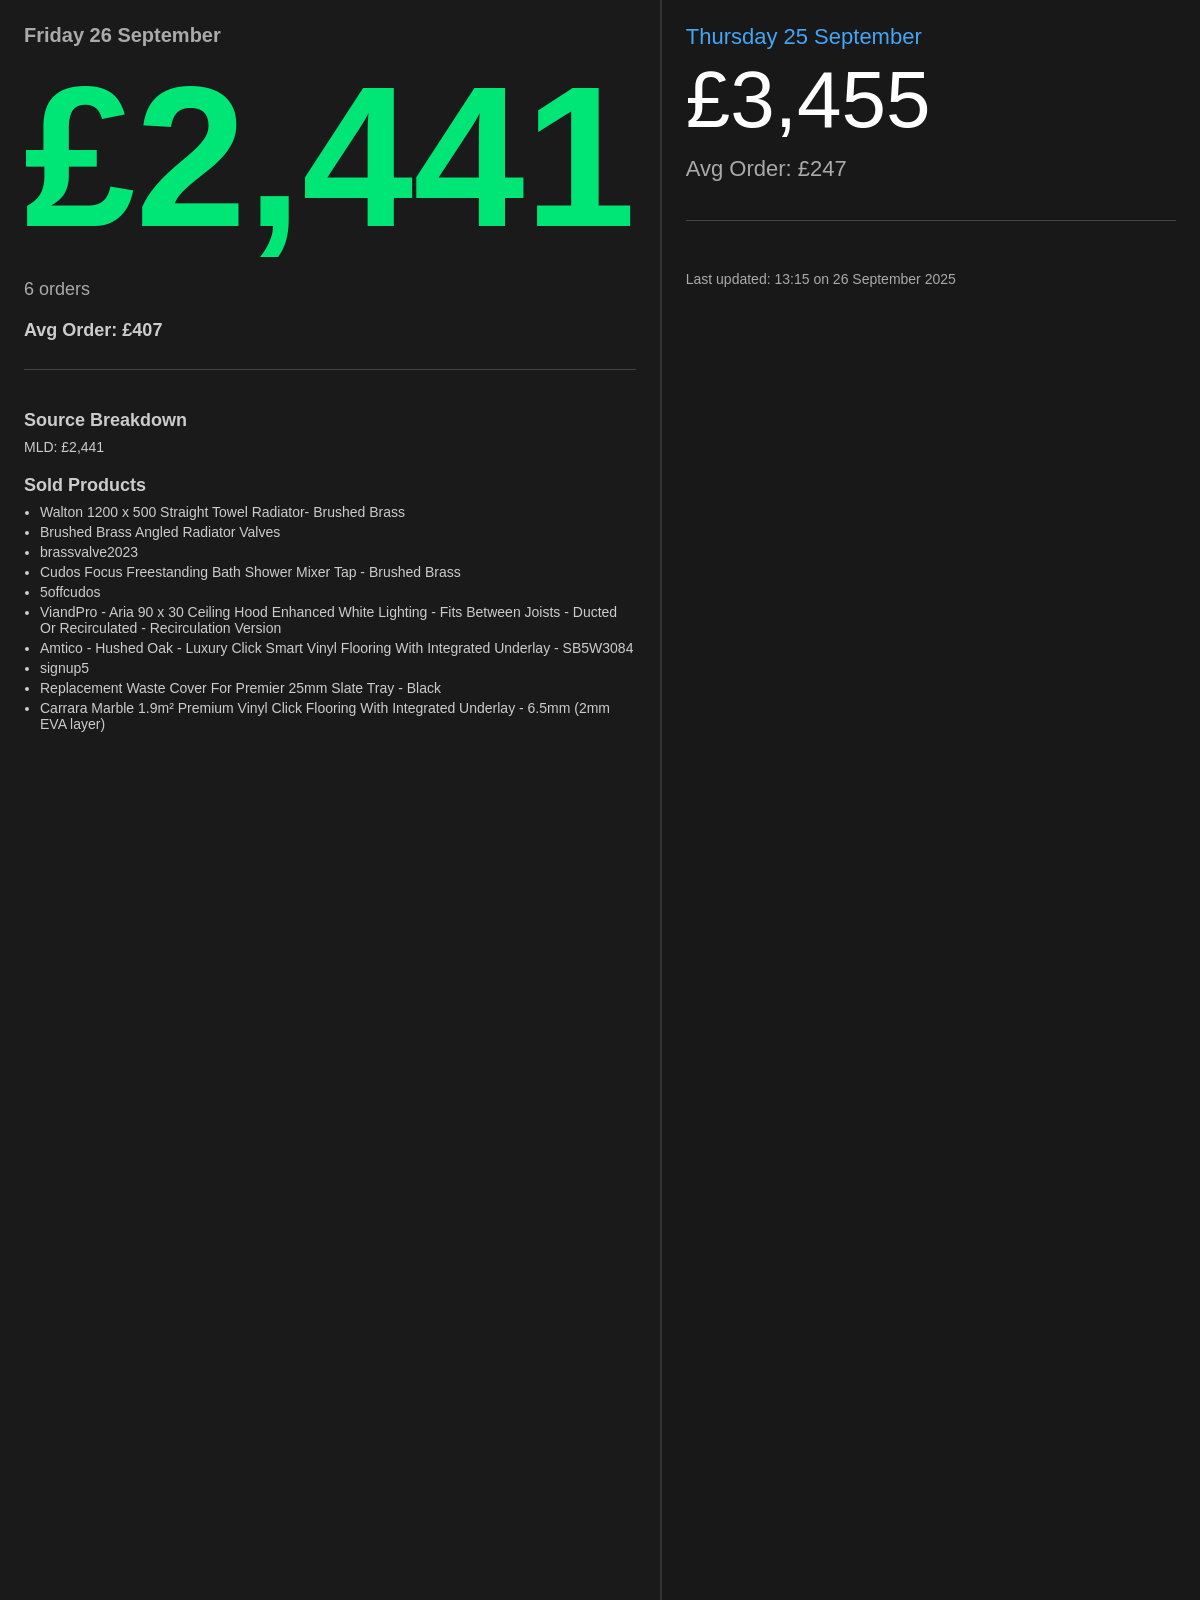 Friday 26 September
£2,441
6 orders
Avg Order: £407
Source Breakdown
MLD: £2,441
Sold Products
• Walton 1200 x 500 Straight Towel Radiator- Brushed Brass
• Brushed Brass Angled Radiator Valves
• brassvalve2023
• Cudos Focus Freestanding Bath Shower Mixer Tap - Brushed Brass
• 5offcudos
• ViandPro - Aria 90 x 30 Ceiling Hood Enhanced White Lighting - Fits Between Joists - Ducted
Or Recirculated - Recirculation Version
• Amtico - Hushed Oak - Luxury Click Smart Vinyl Flooring With Integrated Underlay - SB5W3084
• signup5
• Replacement Waste Cover For Premier 25mm Slate Tray - Black
• Carrara Marble 1.9m² Premium Vinyl Click Flooring With Integrated Underlay - 6.5mm (2mm
EVA layer)
Thursday 25 September
£3,455
Avg Order: £247
Last updated: 13:15 on 26 September 2025